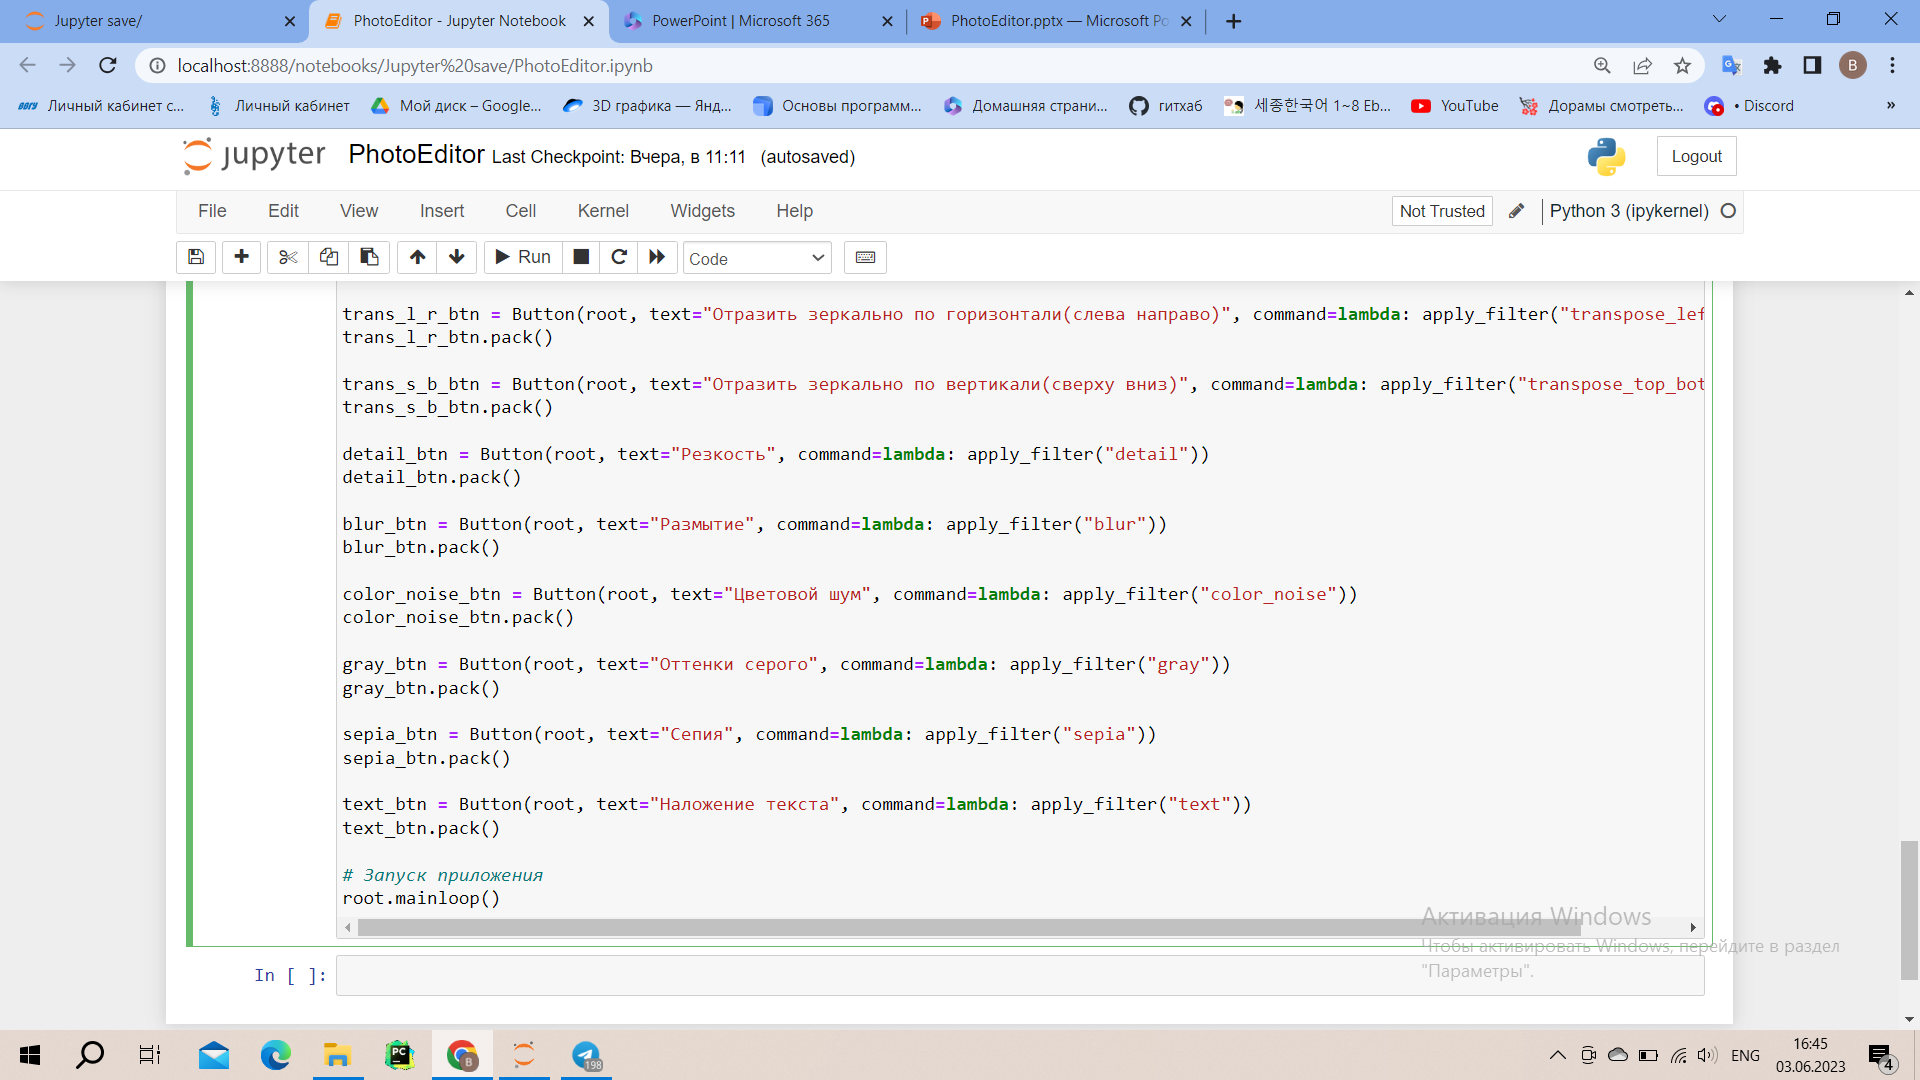 Jupyter save/
PhotoEditor - Jupyter Notebook
PowerPoint | Microsoft 365
PhotoEditor.pptx — Microsoft Po
localhost:8888/notebooks/Jupyter%20save/PhotoEditor.ipynb
B
Личный кабинет с...
Личный кабинет
Мой диск – Google...
3D графика — Янд...
Основы программ...
Домашняя страни...
гитхаб
세종한국어 1~8 Eb...
YouTube
Дорамы смотреть...
• Discord
»
jupyter
PhotoEditor Last Checkpoint: Вчера, в 11:11 (autosaved)
Logout
File Edit View Insert Cell Kernel Widgets Help
Not Trusted
Python 3 (ipykernel)
Run
Code
trans_l_r_btn = Button(root, text="Отразить зеркально по горизонтали(слева направо)", command=lambda: apply_filter("transpose_lef
trans_l_r_btn.pack()
trans_s_b_btn = Button(root, text="Отразить зеркально по вертикали(сверху вниз)", command=lambda: apply_filter("transpose_top_bot
trans_s_b_btn.pack()
detail_btn = Button(root, text="Резкость", command=lambda: apply_filter("detail"))
detail_btn.pack()
blur_btn = Button(root, text="Размытие", command=lambda: apply_filter("blur"))
blur_btn.pack()
color_noise_btn = Button(root, text="Цветовой шум", command=lambda: apply_filter("color_noise"))
color_noise_btn.pack()
gray_btn = Button(root, text="Оттенки серого", command=lambda: apply_filter("gray"))
gray_btn.pack()
sepia_btn = Button(root, text="Сепия", command=lambda: apply_filter("sepia"))
sepia_btn.pack()
text_btn = Button(root, text="Наложение текста", command=lambda: apply_filter("text"))
text_btn.pack()
# Запуск приложения
root.mainloop()
Активация Windows
Чтобы активировать Windows, перейдите в раздел
"Параметры".
In [ ]:
PC
B
198
ENG
16:45
03.06.2023
4